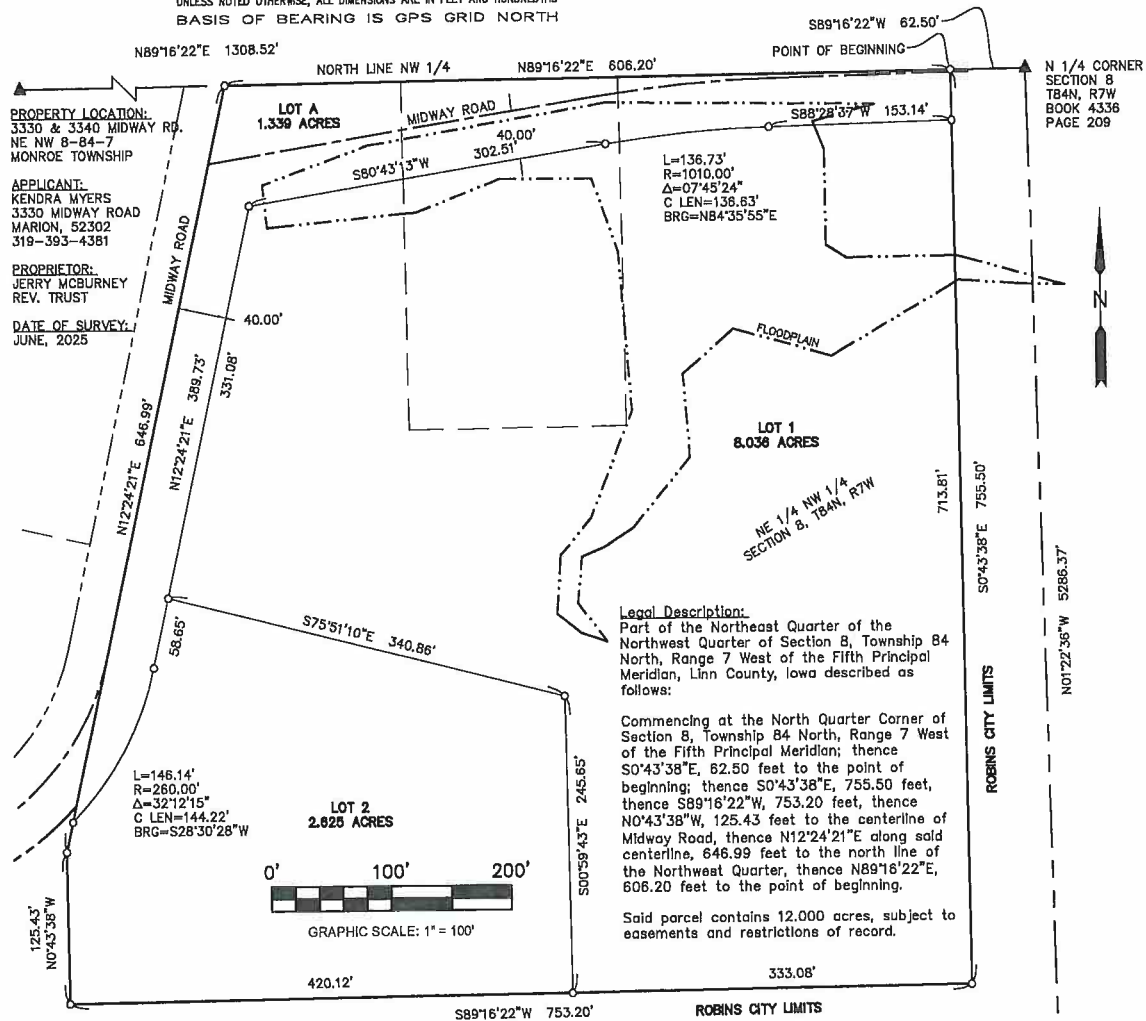 UNLESS NOTED OTHERWISE, ALL DIMENSIONS ARE IN FEET AND HUNDREDTHS
BASIS OF BEARING IS GPS GRID NORTH
S89°16'22"W 62.50'
N89°16'22"E 1308.52'
POINT OF BEGINNING
NORTH LINE NW 1/4
N89°16'22"E 606.20'
N 1/4 CORNER
SECTION 8
T84N, R7W
BOOK 4336
PAGE 209
PROPERTY LOCATION:
3330 & 3340 MIDWAY RD.
NE NW 8-84-7
MONROE TOWNSHIP
APPLICANT:
KENDRA MYERS
3330 MIDWAY ROAD
MARION, 52302
319-393-4381
PROPRIETOR:
JERRY MCBURNEY
REV. TRUST
DATE OF SURVEY:
JUNE, 2025
LOT A
1.339 ACRES
MIDWAY ROAD
40.00'
S80°43'13"W 302.51'
S88°28'37"W 153.14'
L=136.73'
R=1010.00'
Δ=07°45'24"
C LEN=136.63'
BRG=N84°35'55"E
MIDWAY ROAD
40.00'
N
FLOODPLAIN
N12°24'21"E 646.99'
N12°24'21"E 389.73'
331.08'
LOT 1
8.036 ACRES
NE 1/4 NW 1/4
SECTION 8, T84N, R7W
713.81'
S0°43'38"E 755.50'
N01°22'36"W 5286.37'
ROBINS CITY LIMITS
58.65'
S75°51'10"E 340.86'
Legal Description:
Part of the Northeast Quarter of the
Northwest Quarter of Section 8, Township 84
North, Range 7 West of the Fifth Principal
Meridian, Linn County, Iowa described as
follows:
Commencing at the North Quarter Corner of
Section 8, Township 84 North, Range 7 West
of the Fifth Principal Meridian; thence
S0°43'38"E, 62.50 feet to the point of
beginning; thence S0°43'38"E, 755.50 feet,
thence S89°16'22"W, 753.20 feet, thence
N0°43'38"W, 125.43 feet to the centerline of
Midway Road, thence N12°24'21"E along said
centerline, 646.99 feet to the north line of
the Northwest Quarter, thence N89°16'22"E,
606.20 feet to the point of beginning.
Said parcel contains 12.000 acres, subject to
easements and restrictions of record.
L=146.14'
R=260.00'
Δ=32°12'15"
C LEN=144.22'
BRG=S28°30'28"W
LOT 2
2.625 ACRES
S00°59'43"E 245.65'
0' 100' 200'
GRAPHIC SCALE: 1" = 100'
125.43'
N0°43'38"W
420.12'
333.08'
S89°16'22"W 753.20'
ROBINS CITY LIMITS